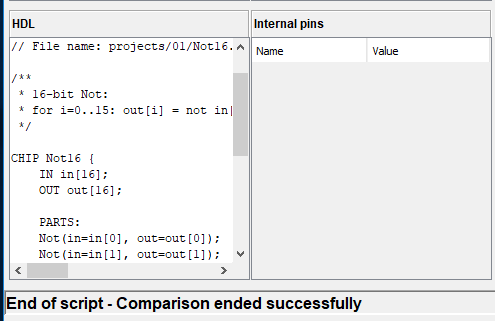 HDL
Internal pins
// File name: projects/01/Not16.
Name Value
/**
* 16-bit Not:
* for i=0..15: out[i] = not in[
*/
CHIP Not16 {
IN in[16];
OUT out[16];
PARTS:
Not(in=in[0], out=out[0]);
Not(in=in[1], out=out[1]);
End of script - Comparison ended successfully